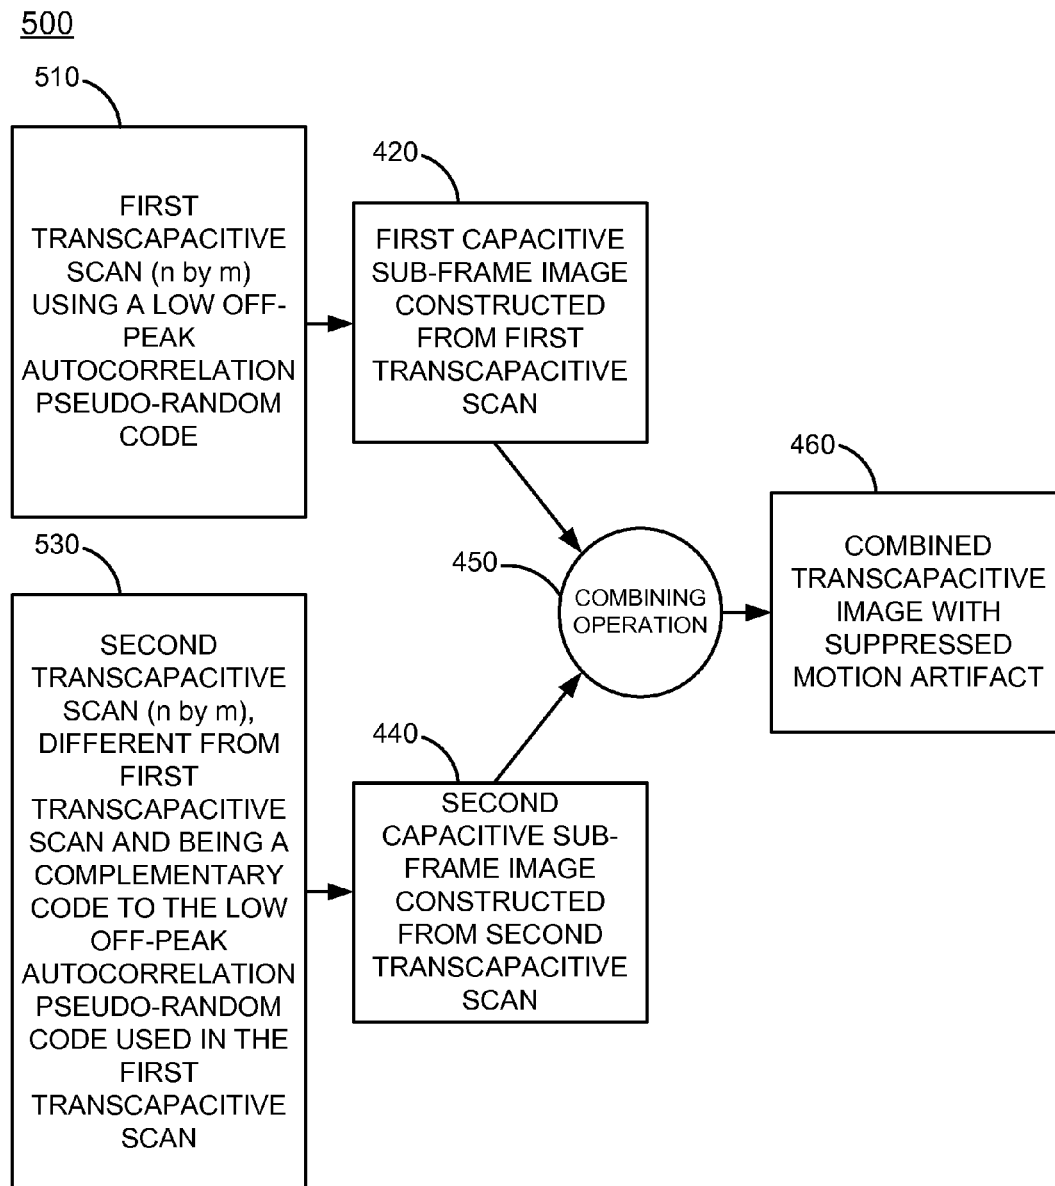 500
510
FIRST
TRANSCAPACITIVE
SCAN (n by m)
USING A LOW OFF-
PEAK
AUTOCORRELATION
PSEUDO-RANDOM
CODE
420
FIRST CAPACITIVE
SUB-FRAME IMAGE
CONSTRUCTED
FROM FIRST
TRANSCAPACITIVE
SCAN
530
SECOND
TRANSCAPACITIVE
SCAN (n by m),
DIFFERENT FROM
FIRST
TRANSCAPACITIVE
SCAN AND BEING A
COMPLEMENTARY
CODE TO THE LOW
OFF-PEAK
AUTOCORRELATION
PSEUDO-RANDOM
CODE USED IN THE
FIRST
TRANSCAPACITIVE
SCAN
440
SECOND
CAPACITIVE SUB-
FRAME IMAGE
CONSTRUCTED
FROM SECOND
TRANSCAPACITIVE
SCAN
450
COMBINING
OPERATION
460
COMBINED
TRANSCAPACITIVE
IMAGE WITH
SUPPRESSED
MOTION ARTIFACT